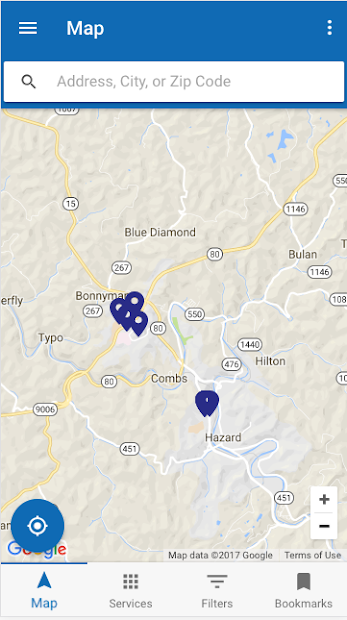 Map
Address, City, or Zip Code
15
1146
Blue Diamond
80
Bulan
267
1146
Bonnyman
267
550
80
Typo
1440
476
Hilton
80
Combs
9006
Hazard
451
451
+
−
Google
Map data ©2017 Google
Terms of Use
Map
Services
Filters
Bookmarks